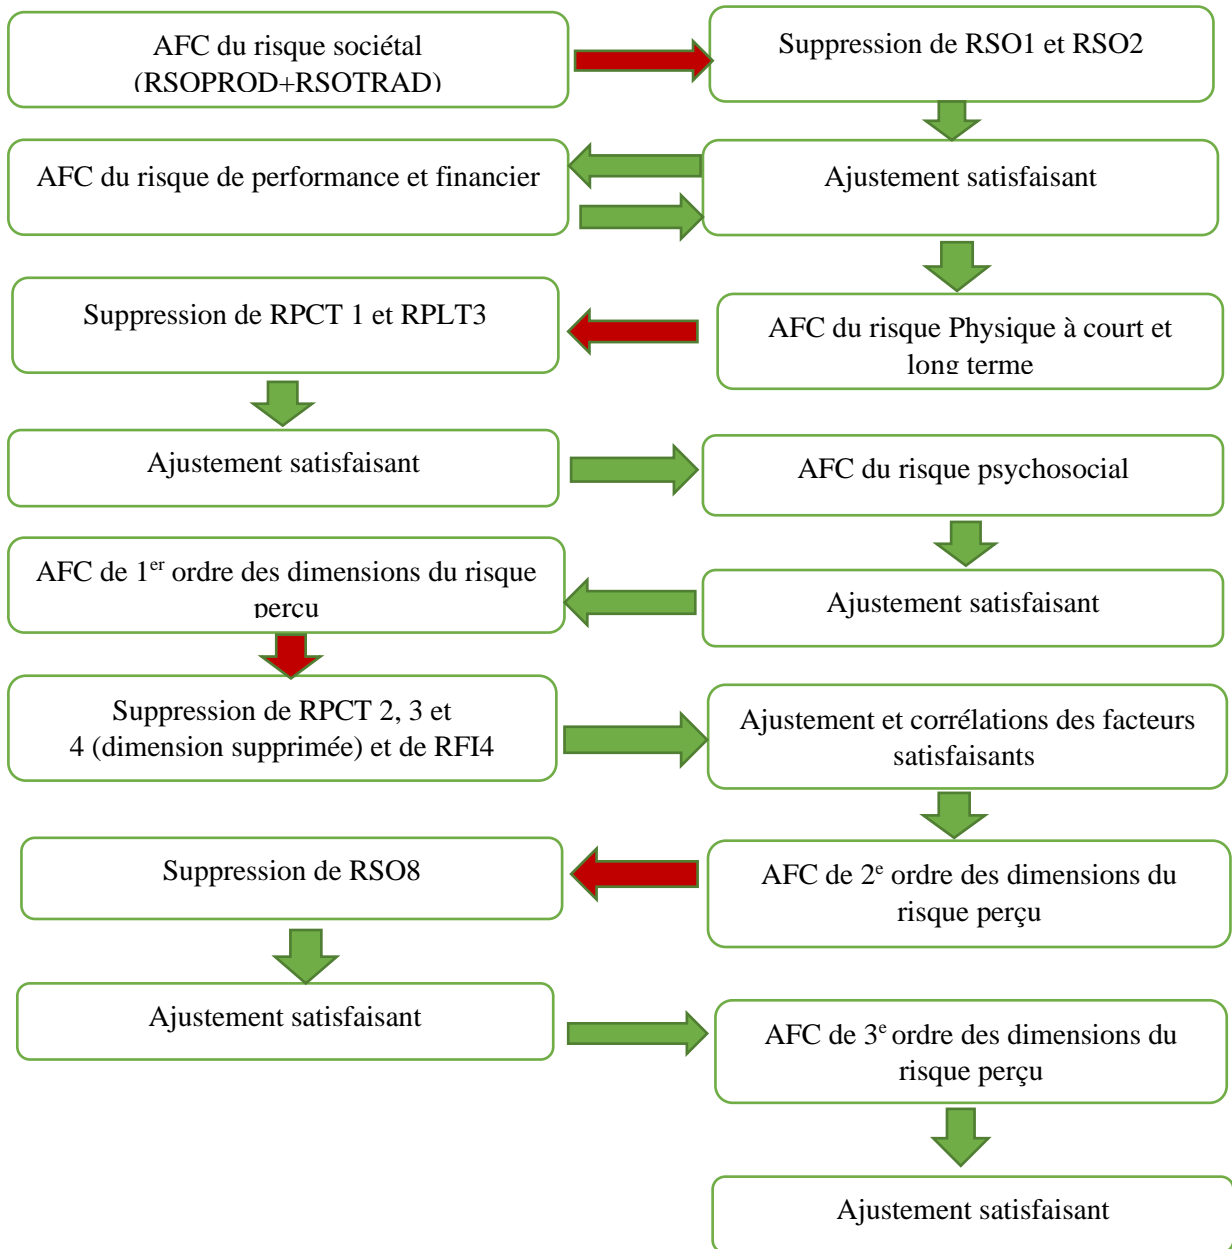 AFC du risque sociétal
(RSOPROD+RSOTRAD)
Suppression de RSO1 et RSO2
AFC du risque de performance et financier
Ajustement satisfaisant
Suppression de RPCT 1 et RPLT3
AFC du risque Physique à court et
long terme
Ajustement satisfaisant
AFC du risque psychosocial
AFC de 1er ordre des dimensions du risque
perçu
Ajustement satisfaisant
Suppression de RPCT 2, 3 et
4 (dimension supprimée) et de RFI4
Ajustement et corrélations des facteurs
satisfaisants
Suppression de RSO8
AFC de 2e ordre des dimensions du
risque perçu
Ajustement satisfaisant
AFC de 3e ordre des dimensions du
risque perçu
Ajustement satisfaisant